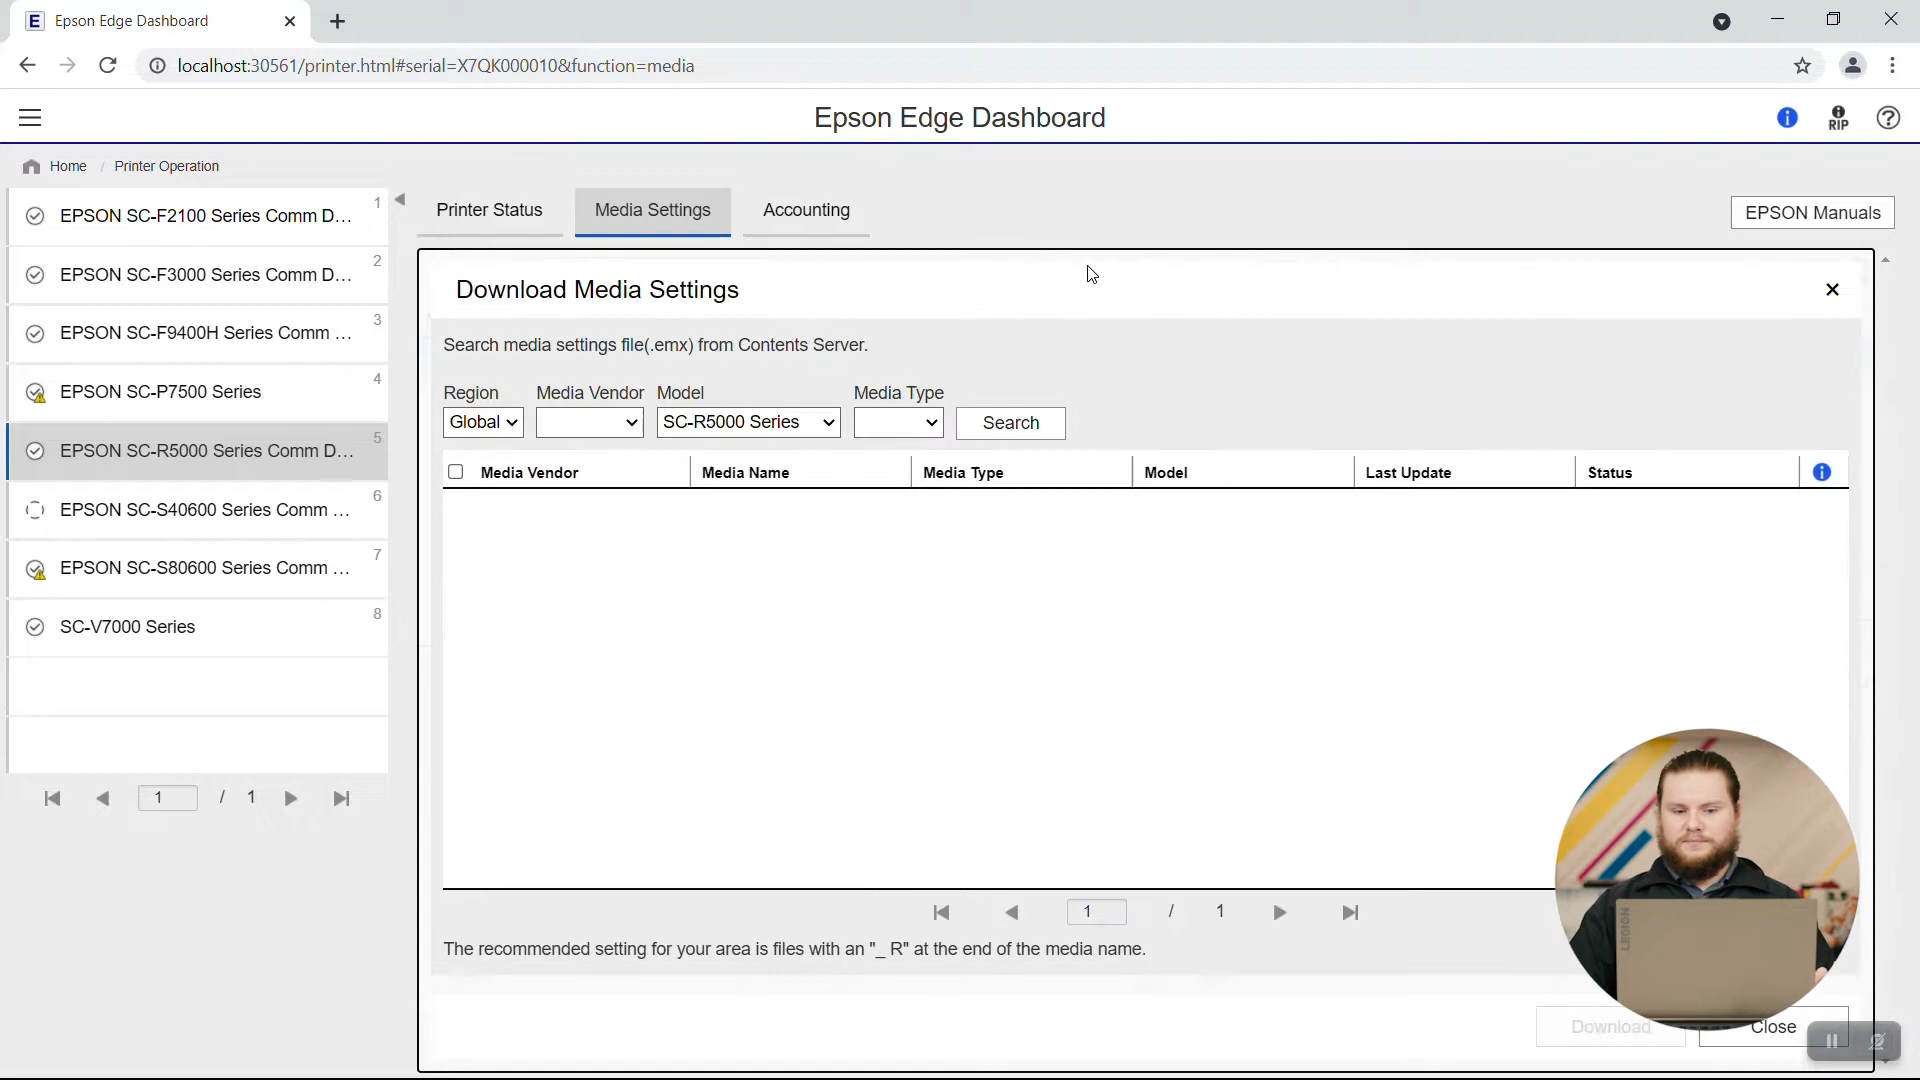 Epson Edge Dashboard
localhost:30561/printer.html#serial=X7QK000010&function=media
Epson Edge Dashboard
RIP
Home / Printer Operation
EPSON SC-F2100 Series Comm D... 1
EPSON SC-F3000 Series Comm D... 2
EPSON SC-F9400H Series Comm ... 3
EPSON SC-P7500 Series 4
EPSON SC-R5000 Series Comm D... 5
EPSON SC-S40600 Series Comm ... 6
EPSON SC-S80600 Series Comm ... 7
SC-V7000 Series 8
1 / 1
Printer Status Media Settings Accounting
EPSON Manuals
Download Media Settings
Search media settings file(.emx) from Contents Server.
Region Media Vendor Model Media Type
Global SC-R5000 Series Search
Media Vendor Media Name Media Type Model Last Update Status
1 / 1
The recommended setting for your area is files with an "_ R" at the end of the media name.
LEGION
Download Close